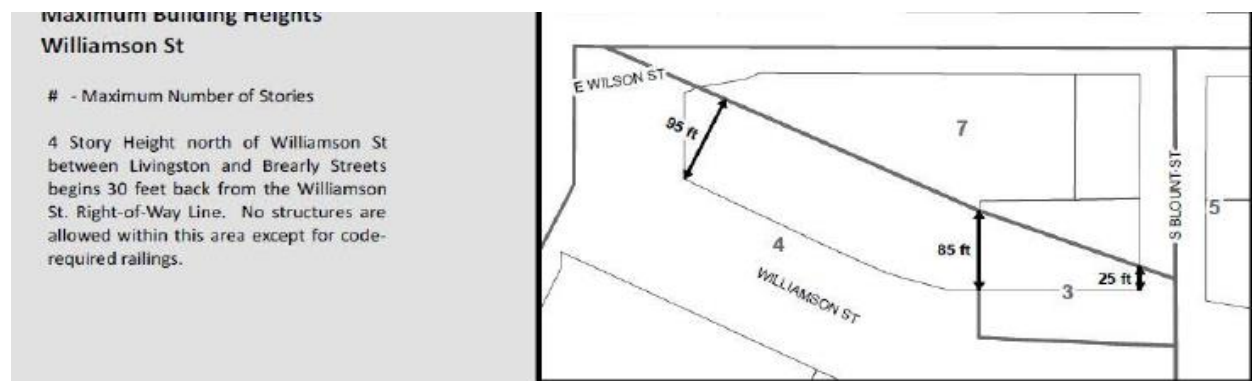 Maximum Building Heights
Williamson St
# - Maximum Number of Stories
4 Story Height north of Williamson St
between Livingston and Brearly Streets
begins 30 feet back from the Williamson
St. Right-of-Way Line. No structures are
allowed within this area except for code-
required railings.
E WILSON ST
95 ft
7
S BLOUNT ST
5
4
85 ft
25 ft
3
WILLIAMSON ST